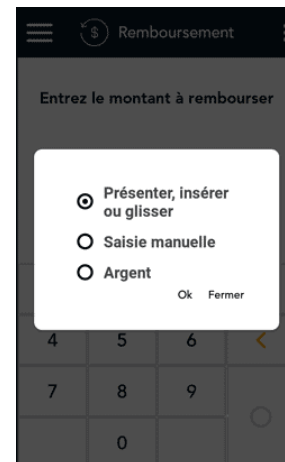 Remboursement
Entrez le montant à rembourser
Présenter, insérer
ou glisser
Saisie manuelle
Argent
Ok Fermer
4 5 6
7 8 9
0